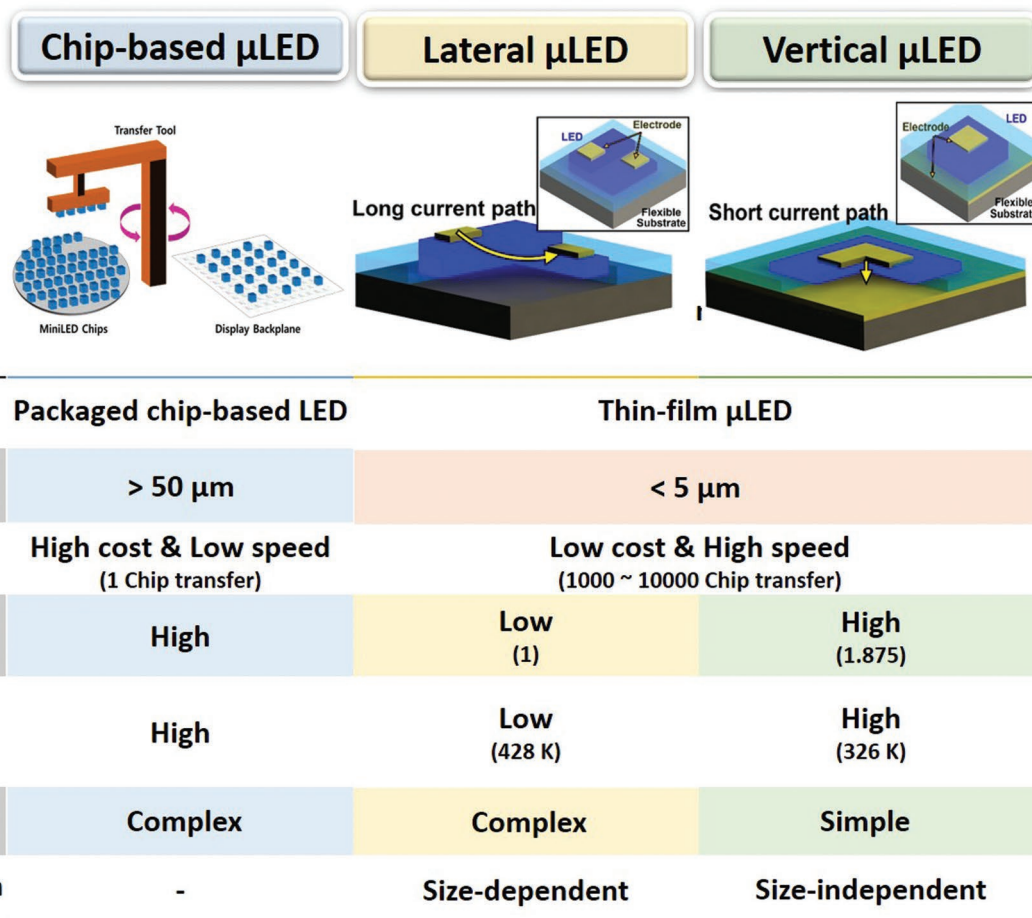 Chip-based μLED
Lateral μLED
Vertical μLED
Transfer Tool
MiniLED Chips
Display Backplane
LED
Electrode
Flexible
Substrate
Long current path
LED
Electrode
Flexible
Substrate
Short current path
Packaged chip-based LED
Thin-film μLED
> 50 μm
< 5 μm
High cost & Low speed
(1 Chip transfer)
Low cost & High speed
(1000 ~ 10000 Chip transfer)
High
Low
(1)
High
(1.875)
High
Low
(428 K)
High
(326 K)
Complex
Complex
Simple
-
Size-dependent
Size-independent